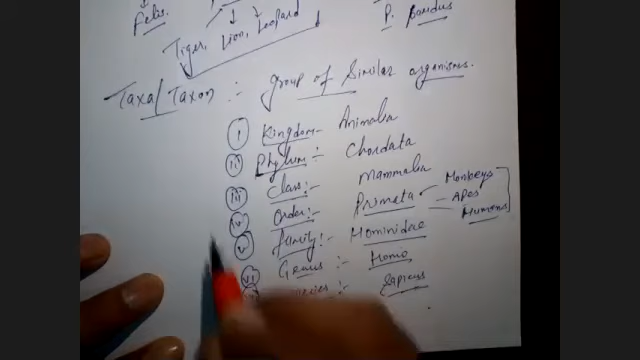 Felis.
P. pardus
Tiger, Lion, Leopard
Taxa/Taxon :- group of Similar organisms.
i Kingdom- Animalia
ii Phylum :- Chordata
iii Class :- Mammalia
iv Order :- Primata Monkeys
Apes
Humans
v family :- Hominidae
vi Genus :- Homo
Sapiens